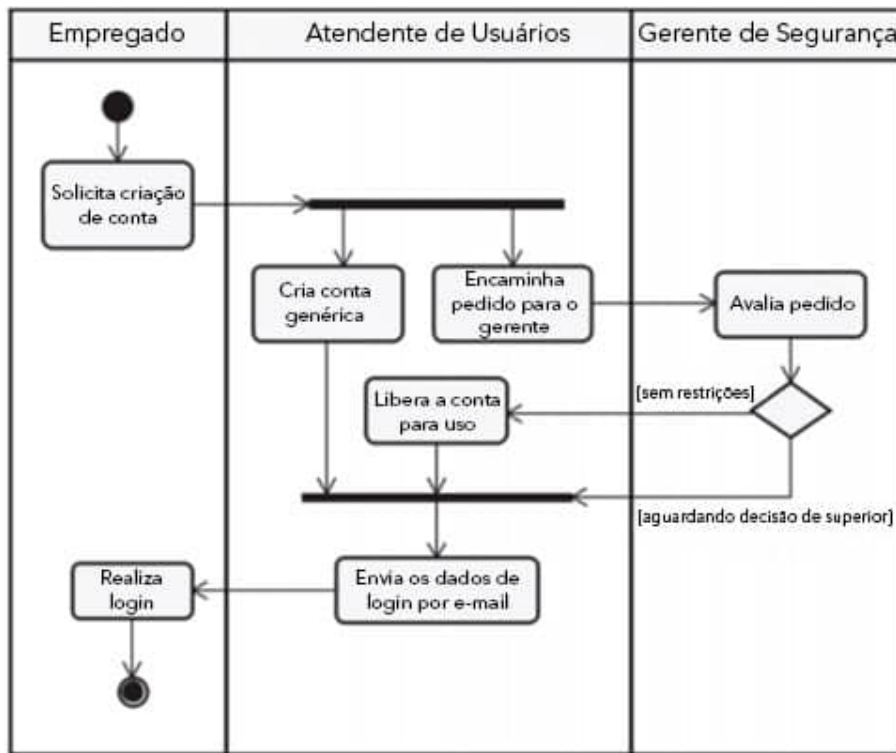 Empregado
Atendente de Usuários
Gerente de Segurança
Solicita criação
de conta
Cria conta
genérica
Encaminha
pedido para o
gerente
Avalia pedido
[sem restrições]
Libera a conta
para uso
[aguardando decisão de superior]
Envia os dados de
login por e-mail
Realiza
login